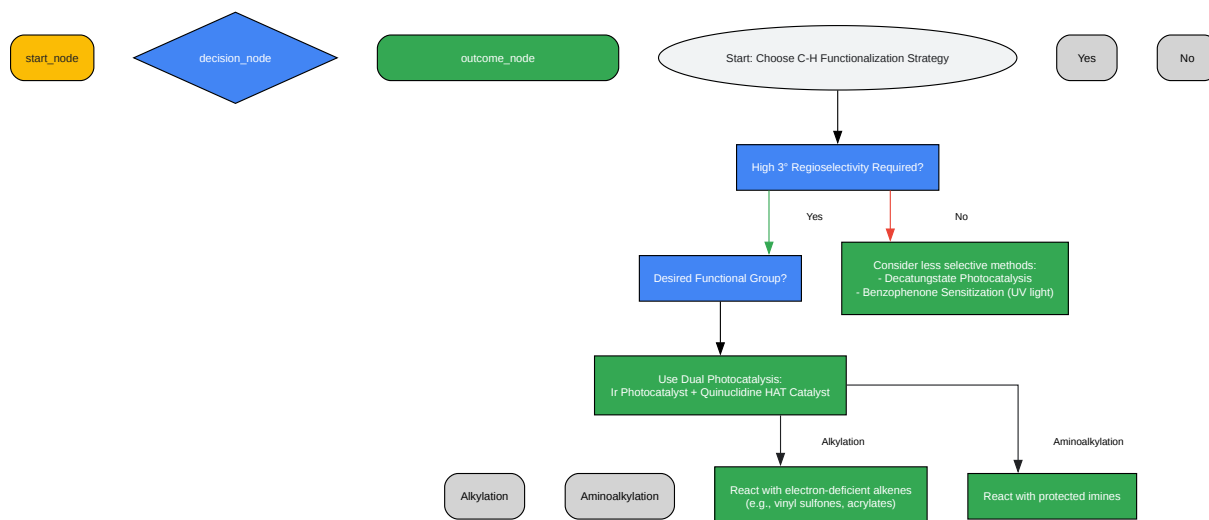 start_node
decision_node
outcome_node
Start: Choose C-H Functionalization Strategy
Yes
No
High 3° Regioselectivity Required?
Yes
No
Desired Functional Group?
Consider less selective methods:
- Decatungstate Photocatalysis
- Benzophenone Sensitization (UV light)
Use Dual Photocatalysis:
Ir Photocatalyst + Quinuclidine HAT Catalyst
Alkylation
Aminoalkylation
Alkylation
Aminoalkylation
React with electron-deficient alkenes
(e.g., vinyl sulfones, acrylates)
React with protected imines